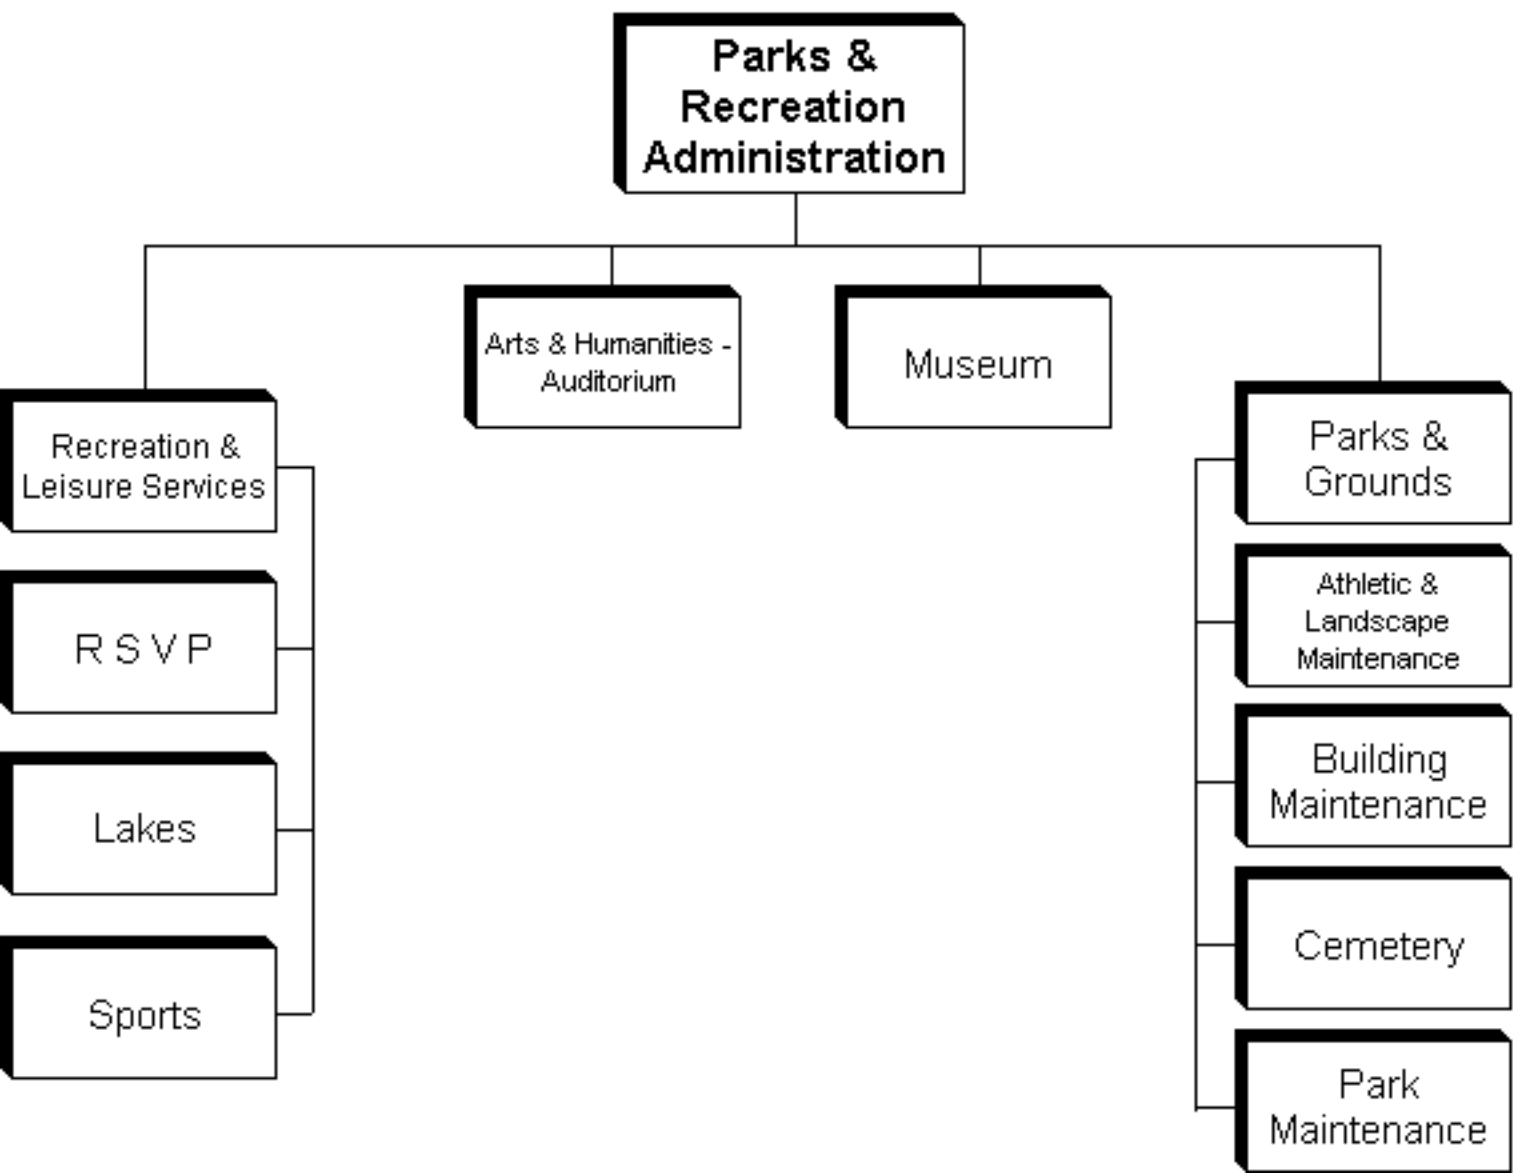 Parks &
Recreation
Administration
Arts & Humanities -
Auditorium
Museum
Recreation &
Leisure Services
R S V P
Lakes
Sports
Parks &
Grounds
Athletic &
Landscape
Maintenance
Building
Maintenance
Cemetery
Park
Maintenance